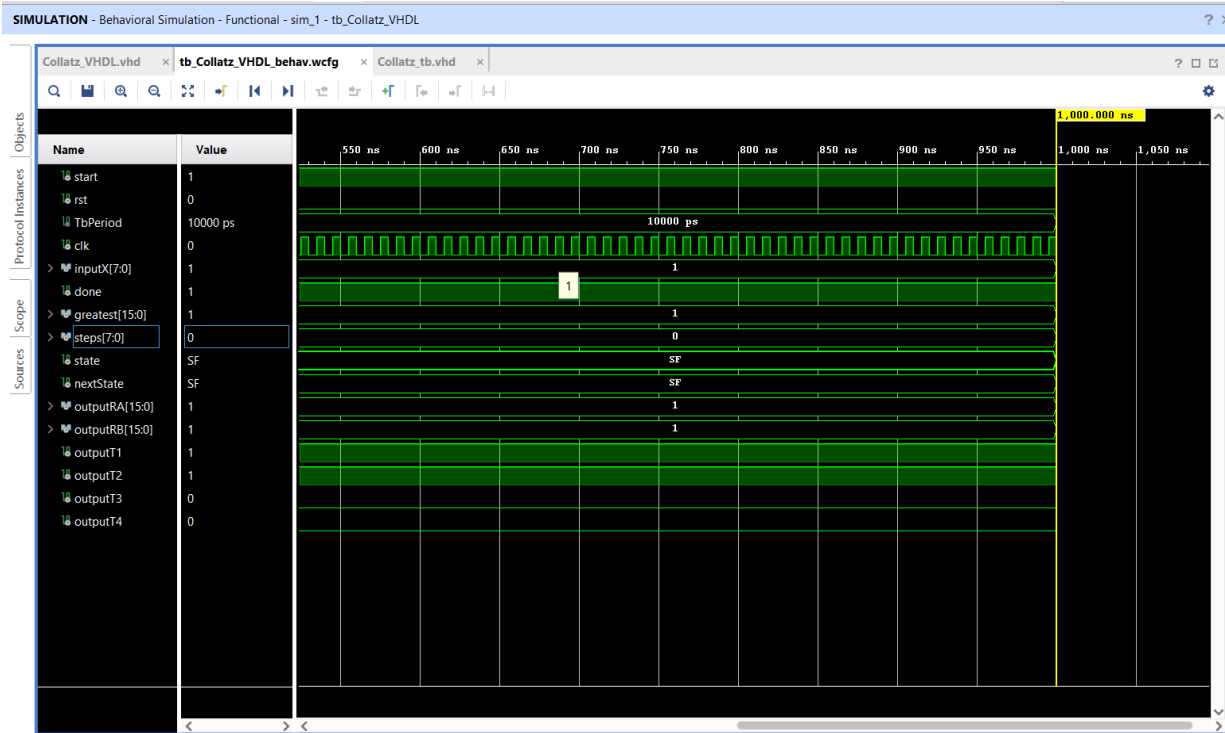 SIMULATION - Behavioral Simulation - Functional - sim_1 - tb_Collatz_VHDL ?
Collatz_VHDL.vhd × tb_Collatz_VHDL_behav.wcfg × Collatz_tb.vhd × ?
Objects
Protocol Instances
Scope
Sources
1,000.000 ns
Name Value 550 ns 600 ns 650 ns 700 ns 750 ns 800 ns 850 ns 900 ns 950 ns 1,000 ns 1,050 ns
start 1
rst 0
TbPeriod 10000 ps 10000 ps
clk 0
inputX[7:0] 1 1
done 1 1
greatest[15:0] 1 1
steps[7:0] 0 0
state SF SF
nextState SF SF
outputRA[15:0] 1 1
outputRB[15:0] 1 1
outputT1 1
outputT2 1
outputT3 0
outputT4 0